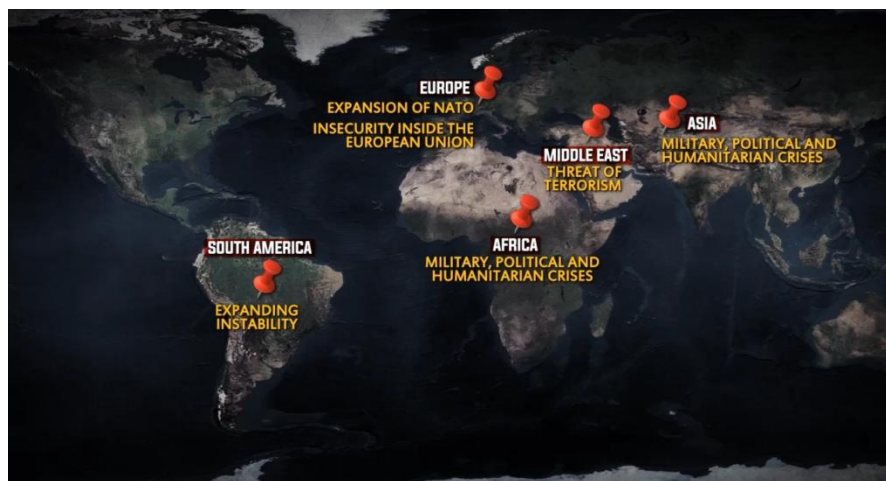 EUROPE
EXPANSION OF NATO
INSECURITY INSIDE THE
EUROPEAN UNION
MIDDLE EAST
THREAT OF
TERRORISM
ASIA
MILITARY, POLITICAL AND
HUMANITARIAN CRISES
AFRICA
MILITARY, POLITICAL AND
HUMANITARIAN CRISES
SOUTH AMERICA
EXPANDING
INSTABILITY